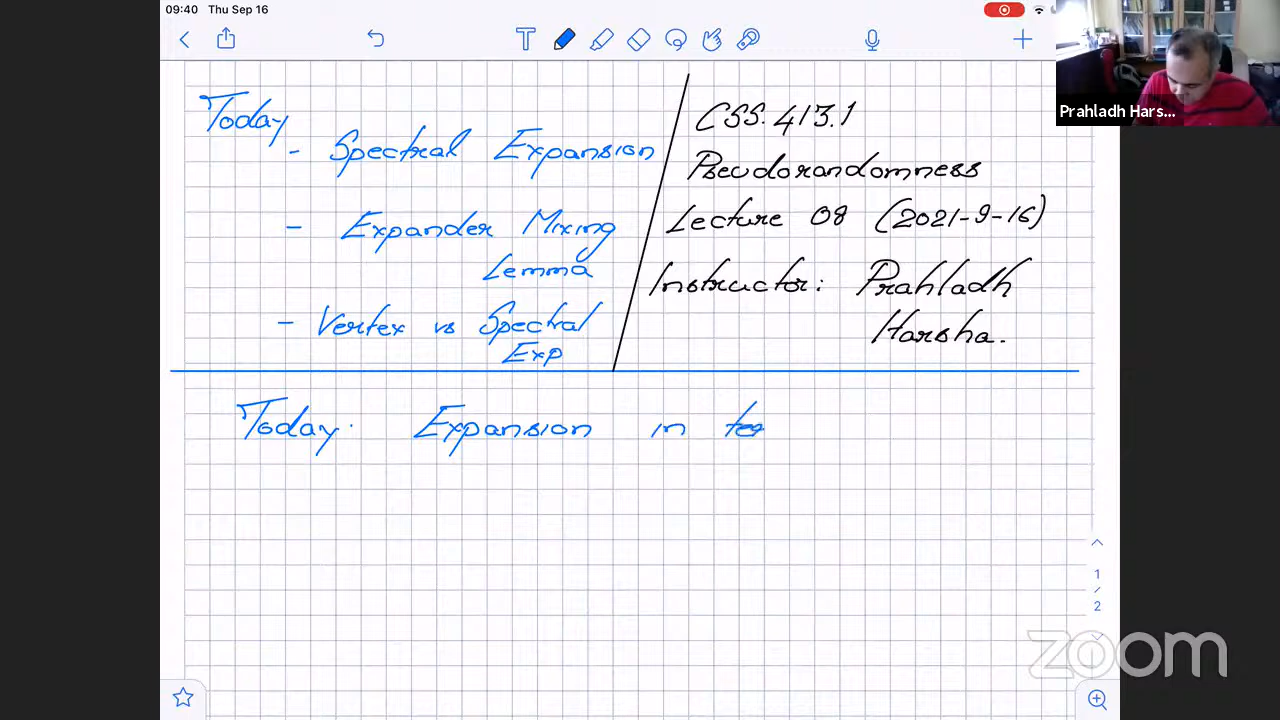 09:40 Thu Sep 16
Prahladh Hars...
Today
- Spectral Expansion
- Expander Mixing
Lemma
- Vertex vs Spectral
Exp
CSS.413.1
Pseudorandomness
Lecture 08 (2021-9-16)
Instructor: Prahladh
Harsha.
Today: Expansion in
1
/
2
zoom